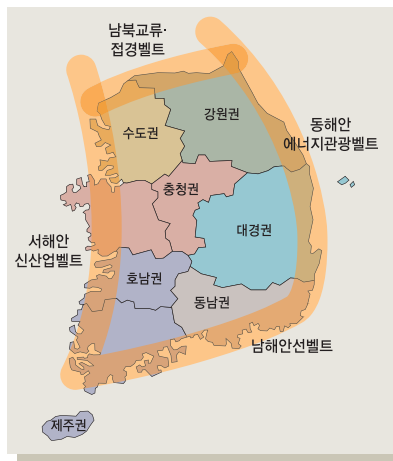 남북교류·
접경벨트
강원권
수도권
동해안
에너지관광벨트
충청권
대경권
서해안
신산업벨트
호남권
동남권
남해안선벨트
제주권